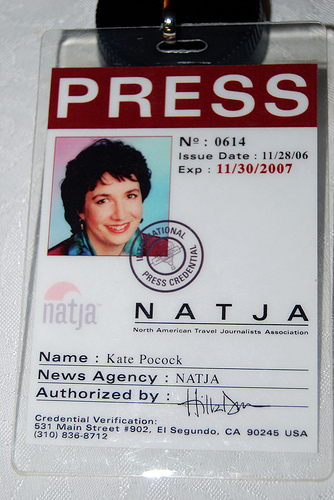 PRESS
Nº : 0614
Issue Date : 11/28/06
Exp : 11/30/2007
PRESS CREDENTIAL
natja
NATJA
North American Travel Journalists Association
Name : Kate Pocock
News Agency : NATJA
Authorized by :
Credential Verification:
531 Main Street #902, El Segundo, CA 90245 USA
(310) 836-8712